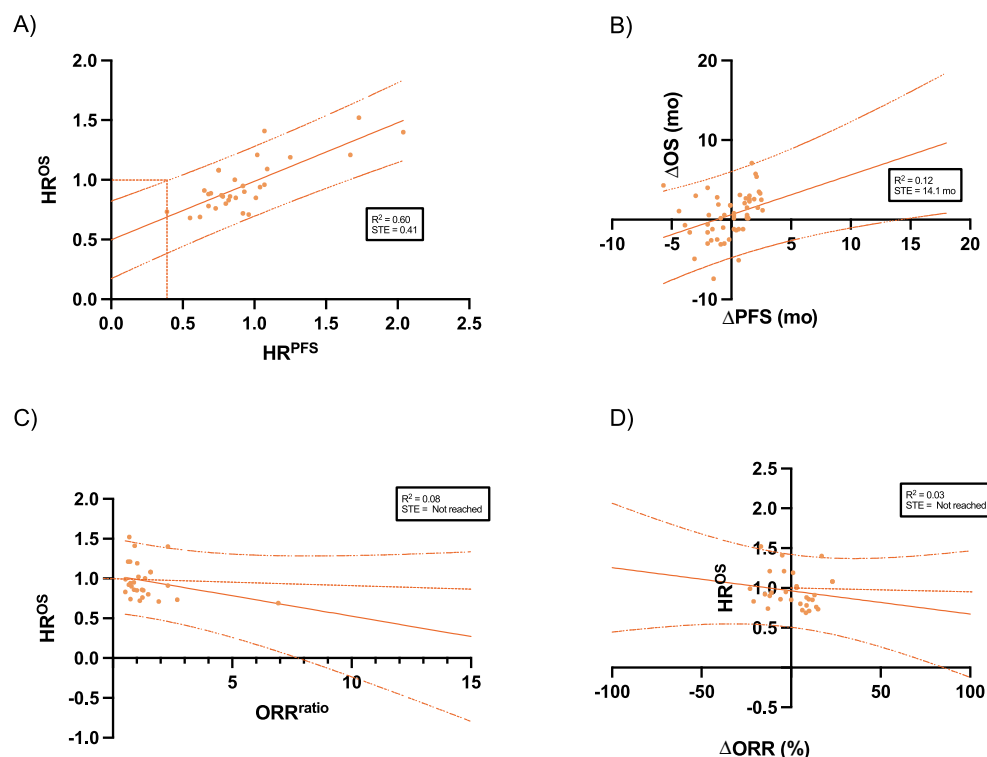 A)
2.0
1.5
1.0
0.5
0.0
HR^OS
0.0 0.5 1.0 1.5 2.0 2.5
HR^PFS
R² = 0.60
STE = 0.41
B)
20
10
-10
ΔOS (mo)
-10 -5 5 10 15 20
ΔPFS (mo)
R² = 0.12
STE = 14.1 mo
C)
2.0
1.5
1.0
0.5
0.0
-0.5
-1.0
HR^OS
5 10 15
ORR^ratio
R² = 0.08
STE = Not reached
D)
2.5
2.0
1.5
1.0
0.5
-0.5
HR^OS
-100 -50 50 100
ΔORR (%)
R² = 0.03
STE = Not reached